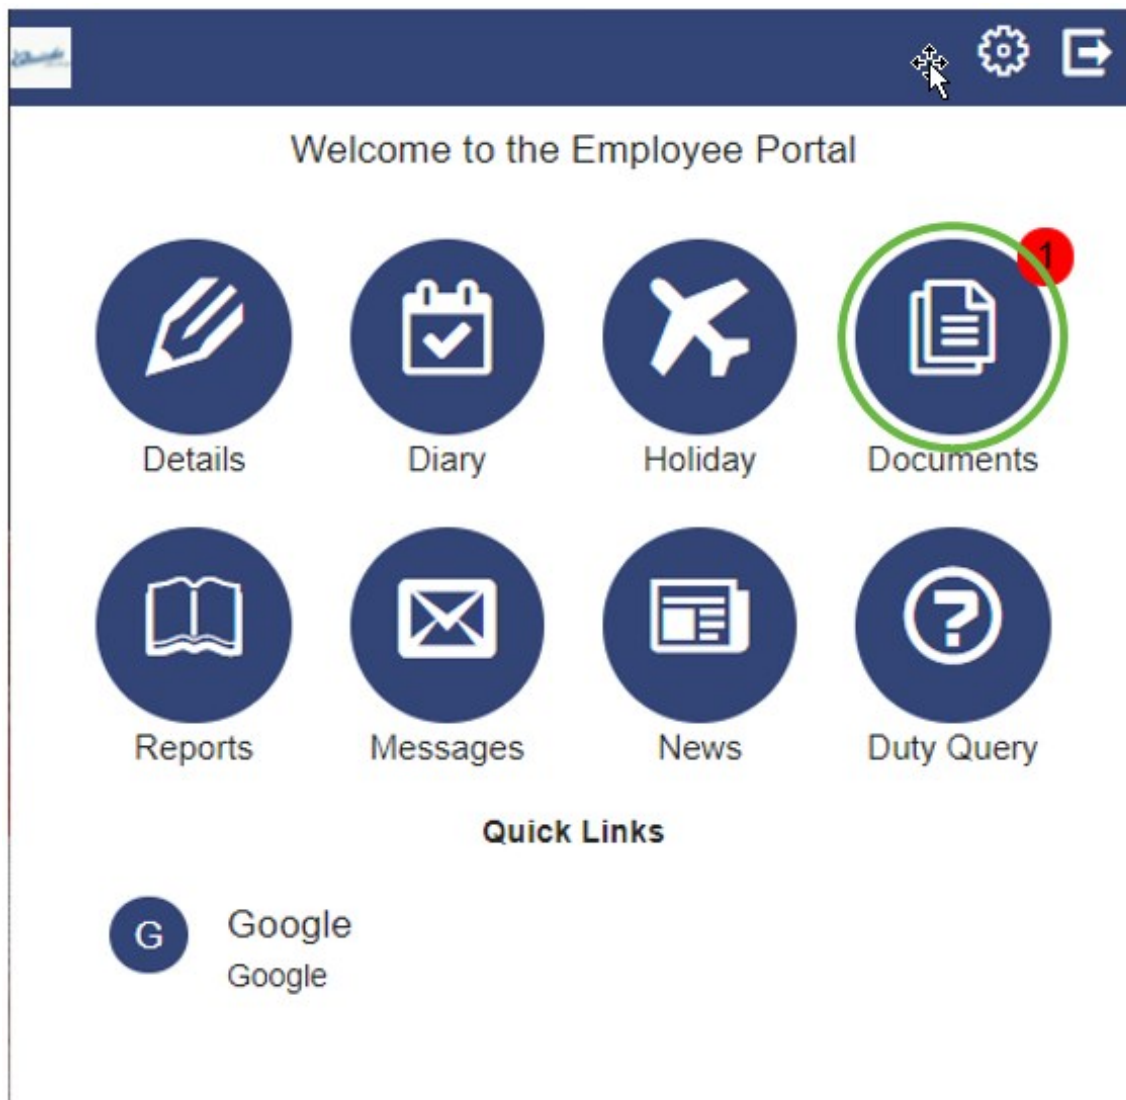 Welcome to the Employee Portal
1
Details Diary Holiday Documents
Reports Messages News Duty Query
Quick Links
G Google
Google